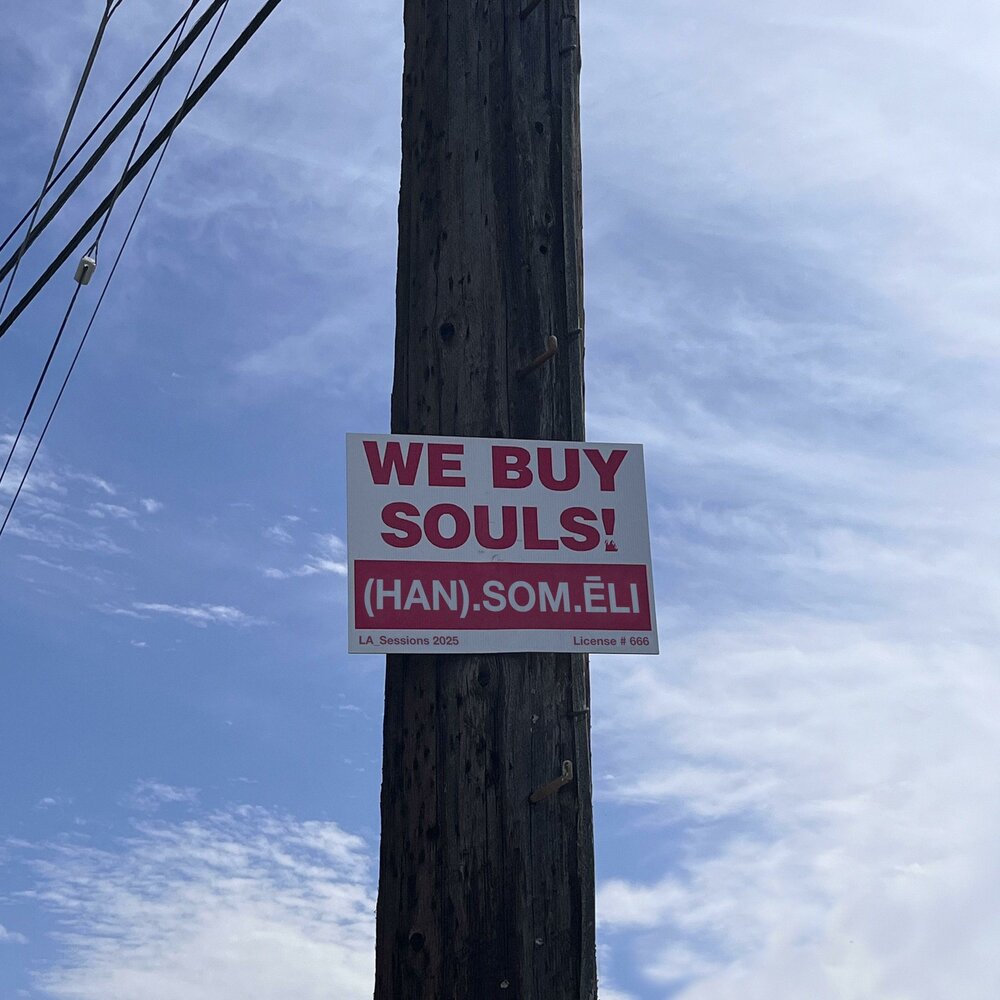 WE BUY
SOULS!
(HAN).SOM.ĒLI
LA_Sessions 2025 License # 666